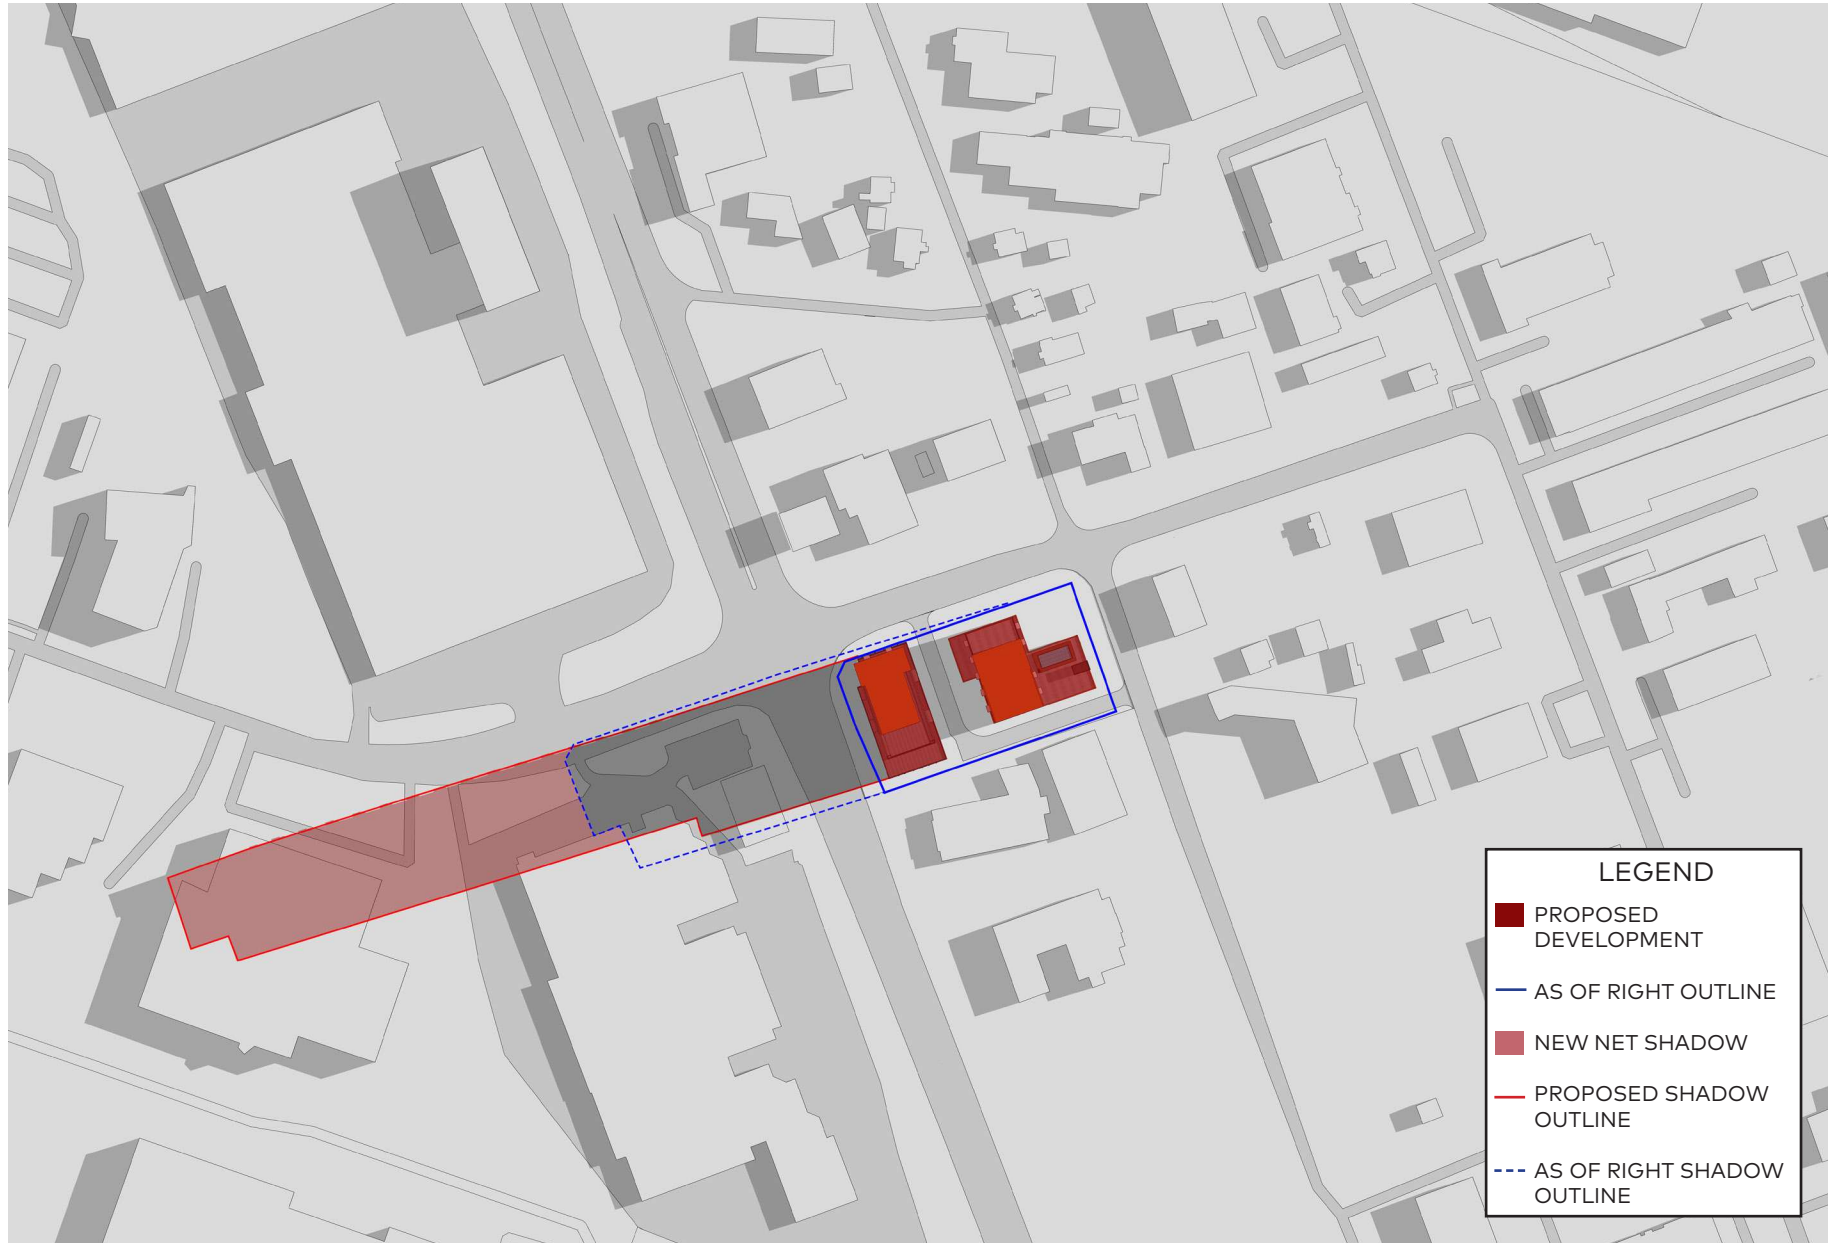 LEGEND
PROPOSED
DEVELOPMENT
AS OF RIGHT OUTLINE
NEW NET SHADOW
PROPOSED SHADOW
OUTLINE
AS OF RIGHT SHADOW
OUTLINE